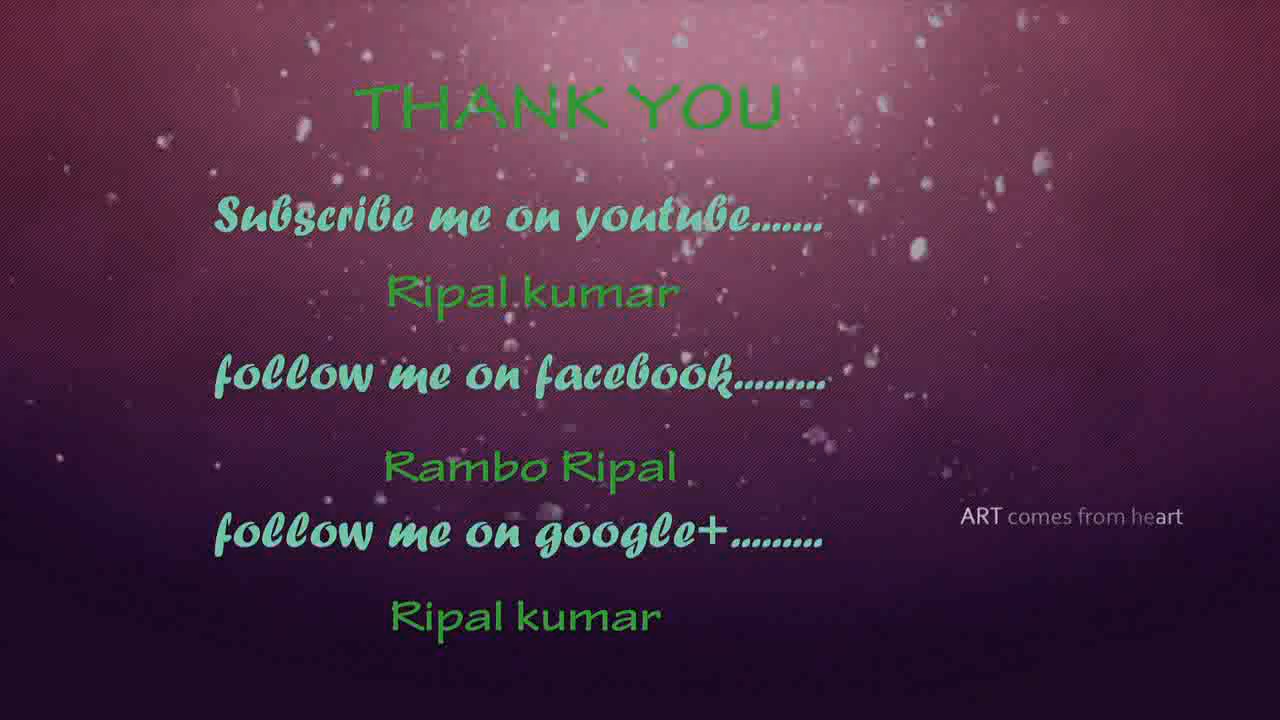 THANK YOU
Subscribe me on youtube.......
Ripal kumar
follow me on facebook.........
Rambo Ripal
follow me on google+.........
ART comes from heart
Ripal kumar